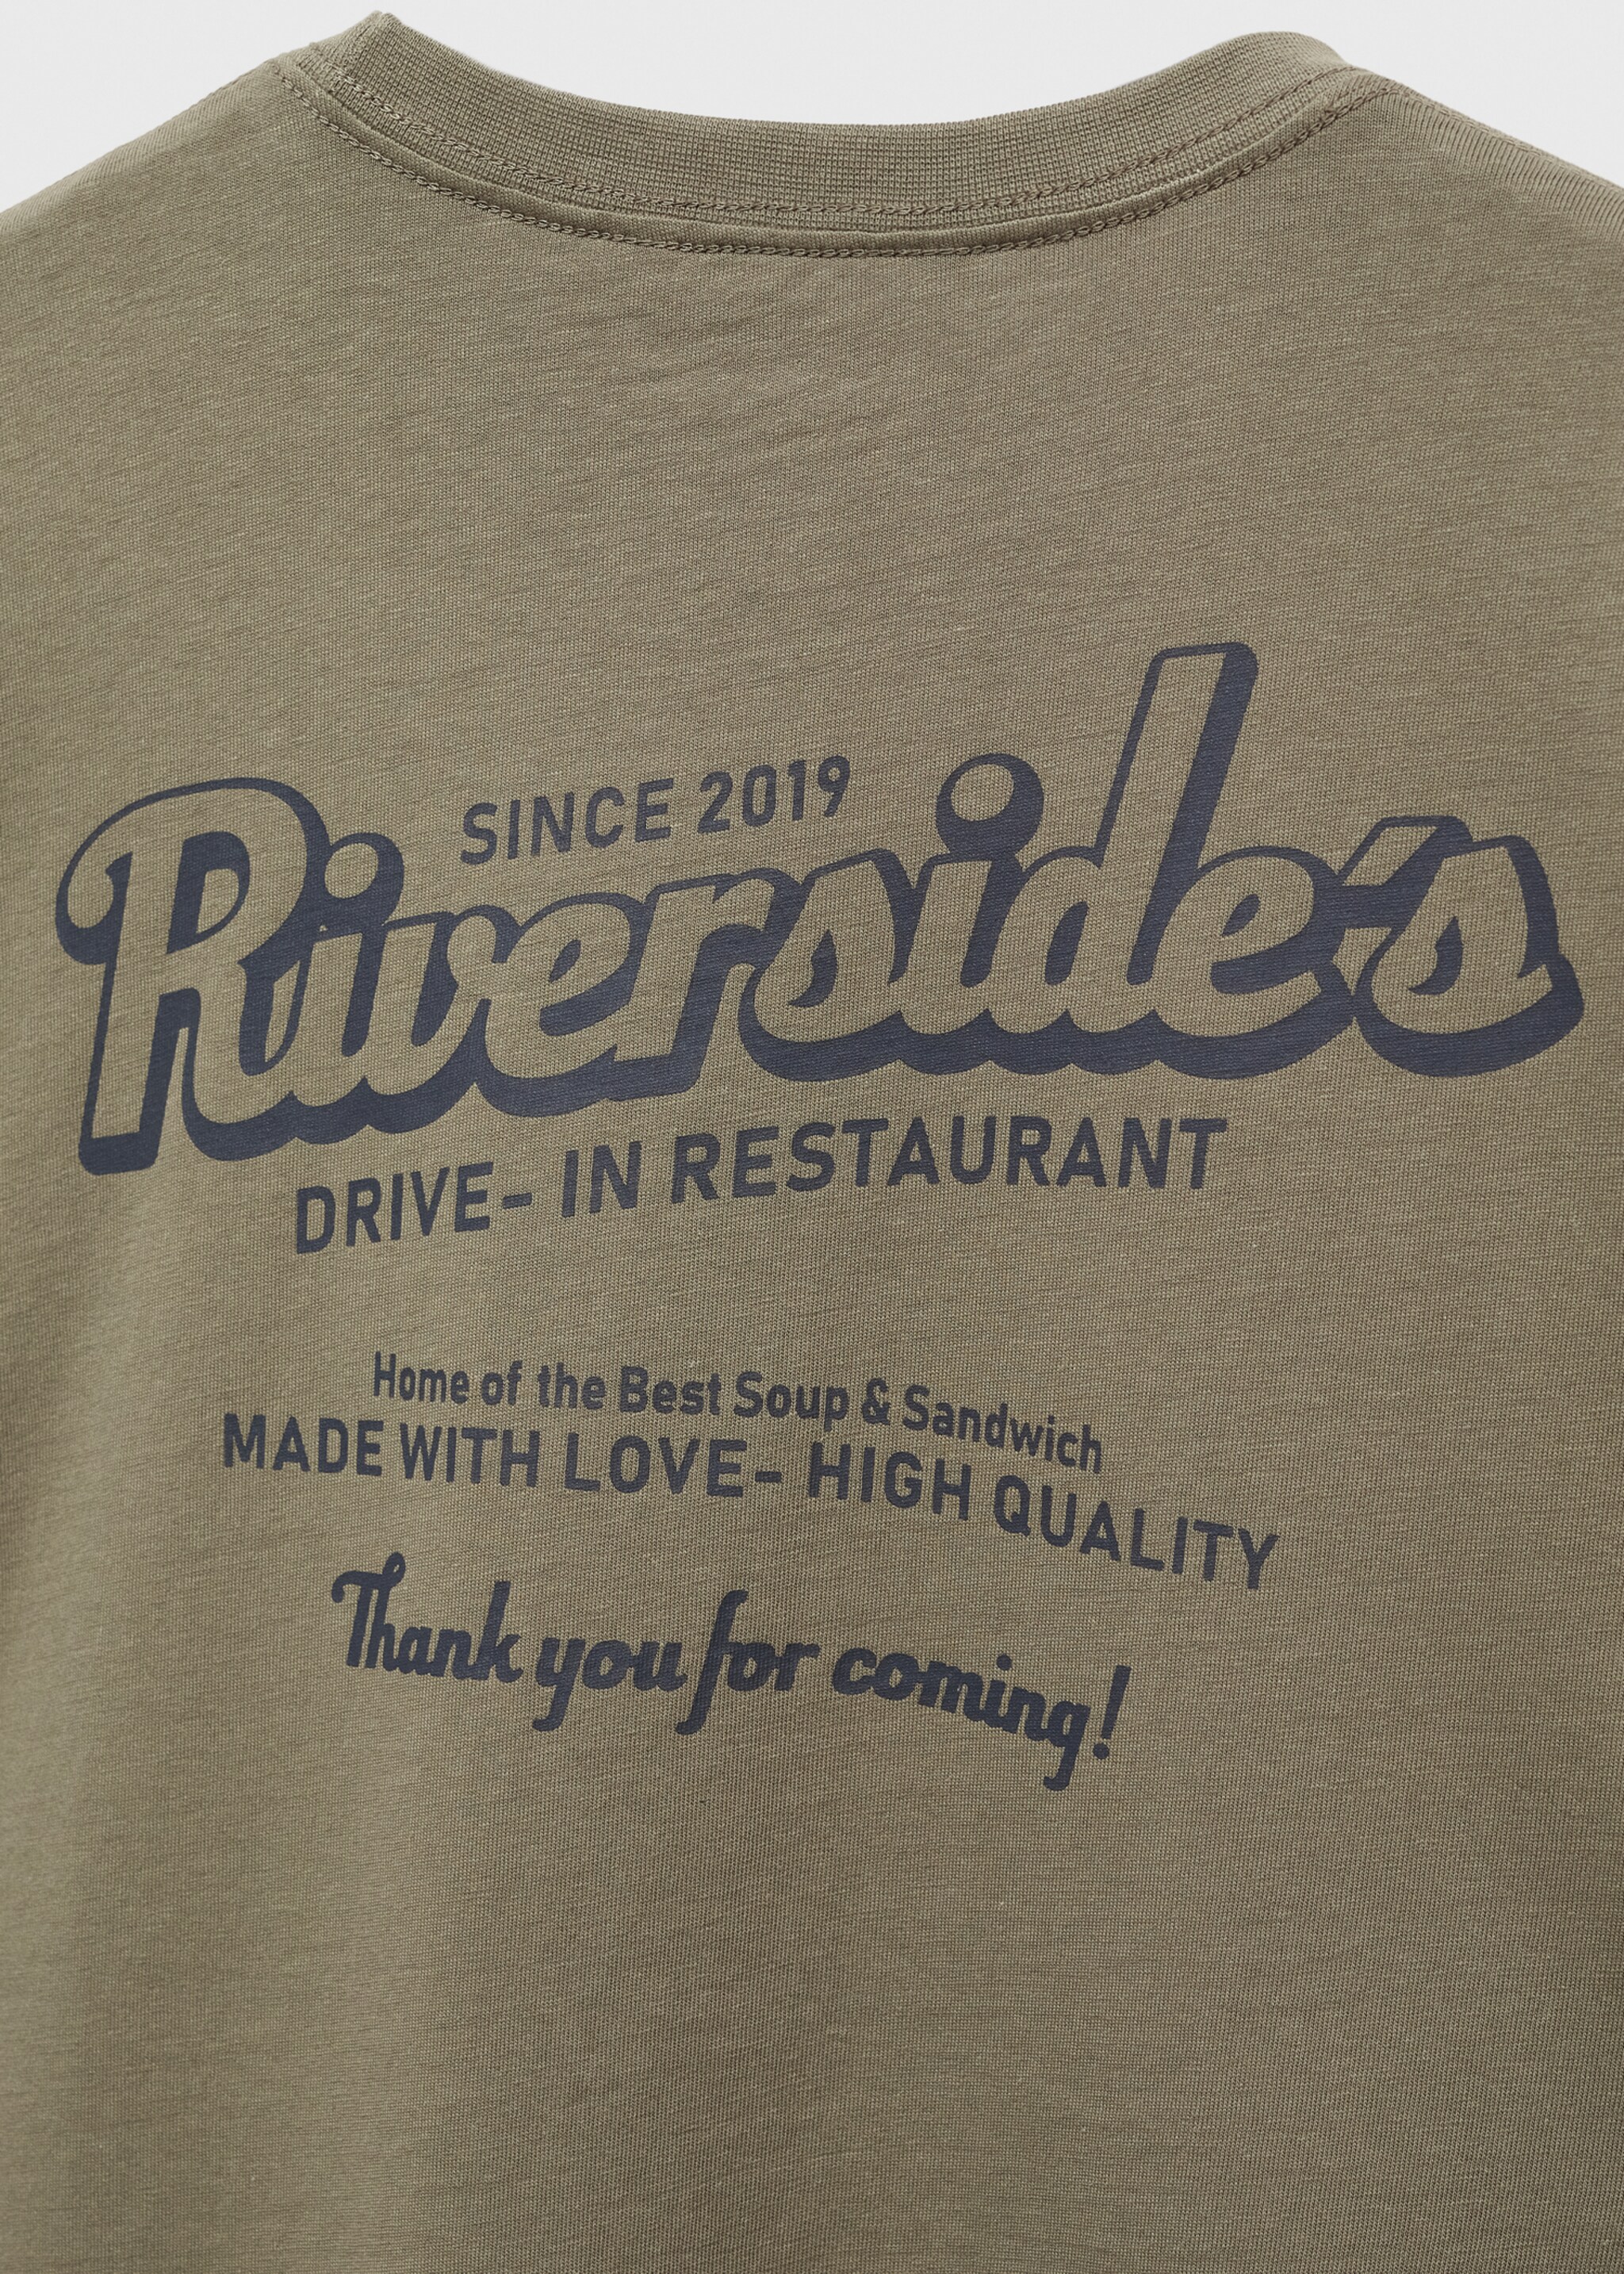 SINCE 2019
Riverside's
DRIVE- IN RESTAURANT
Home of the Best Soup & Sandwich
MADE WITH LOVE- HIGH QUALITY
Thank you for coming!